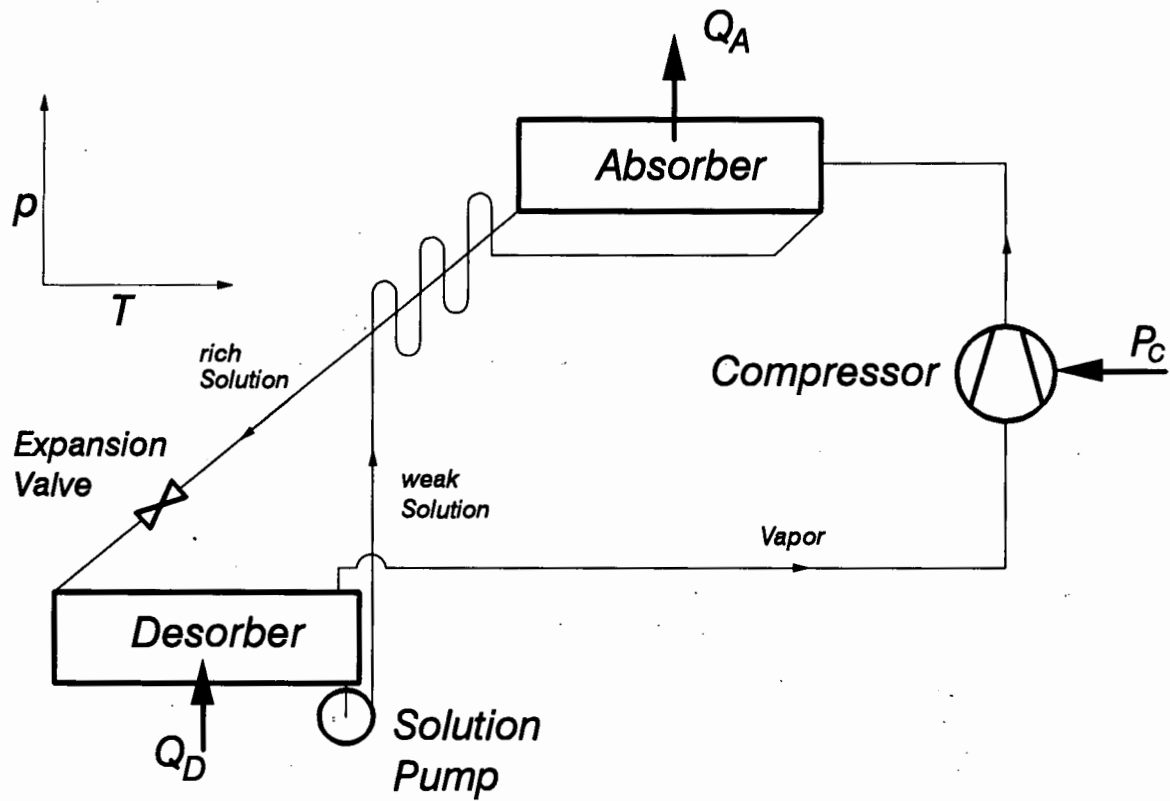 Q_A
Absorber
p
T
rich
Solution
Compressor
P_C
Expansion
Valve
weak
Solution
Vapor
Desorber
Q_D
Solution
Pump